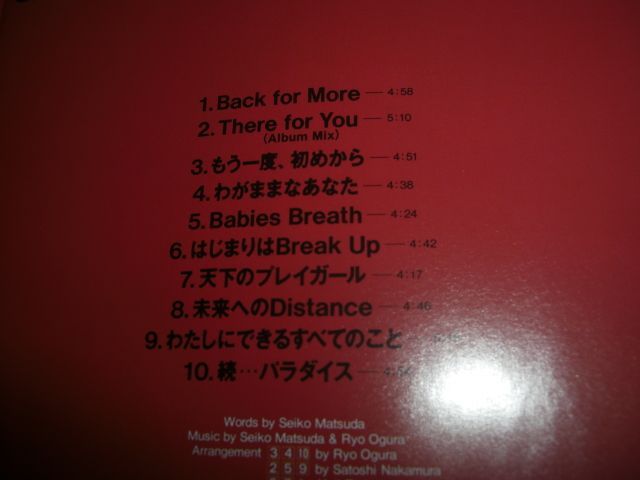 1. Back for More — 4:58
2. There for You — 5:10
(Album Mix)
3. もう一度、初めから — 4:51
4. わがままなあなた — 4:38
5. Babies Breath — 4:24
6. はじまりはBreak Up — 4:42
7. 天下のプレイガール — 4:17
8. 未来へのDistance — 4:46
9. わたしにできるすべてのこと —
10. 続…パラダイス —
Words by Seiko Matsuda
Music by Seiko Matsuda & Ryo Ogura
Arrangement 3 4 10 by Ryo Ogura
2 5 9 by Satoshi Nakamura